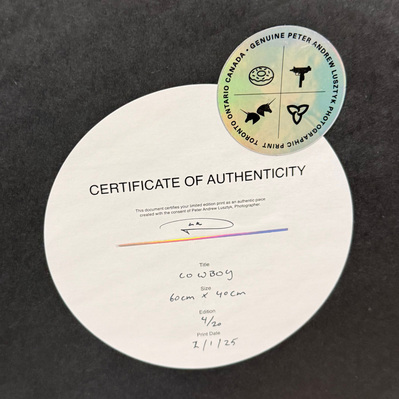 GENUINE PETER ANDREW LUSZTYK PHOTOGRAPHIC PRINT TORONTO ONTARIO CANADA •
CERTIFICATE OF AUTHENTICITY
This document certifies your limited edition print as an authentic piece
created with the consent of Peter Andrew Lusztyk, Photographer.
Title
COWBOY
Size
60cm x 40cm
Edition
4/20
Print Date
2/1/25